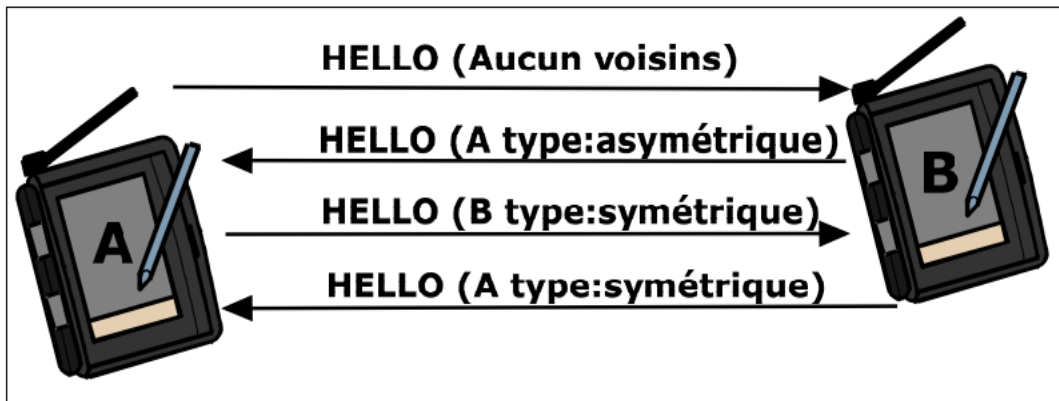 HELLO (Aucun voisins)
HELLO (A type:asymétrique)
B
HELLO (B type:symétrique)
A
HELLO (A type:symétrique)